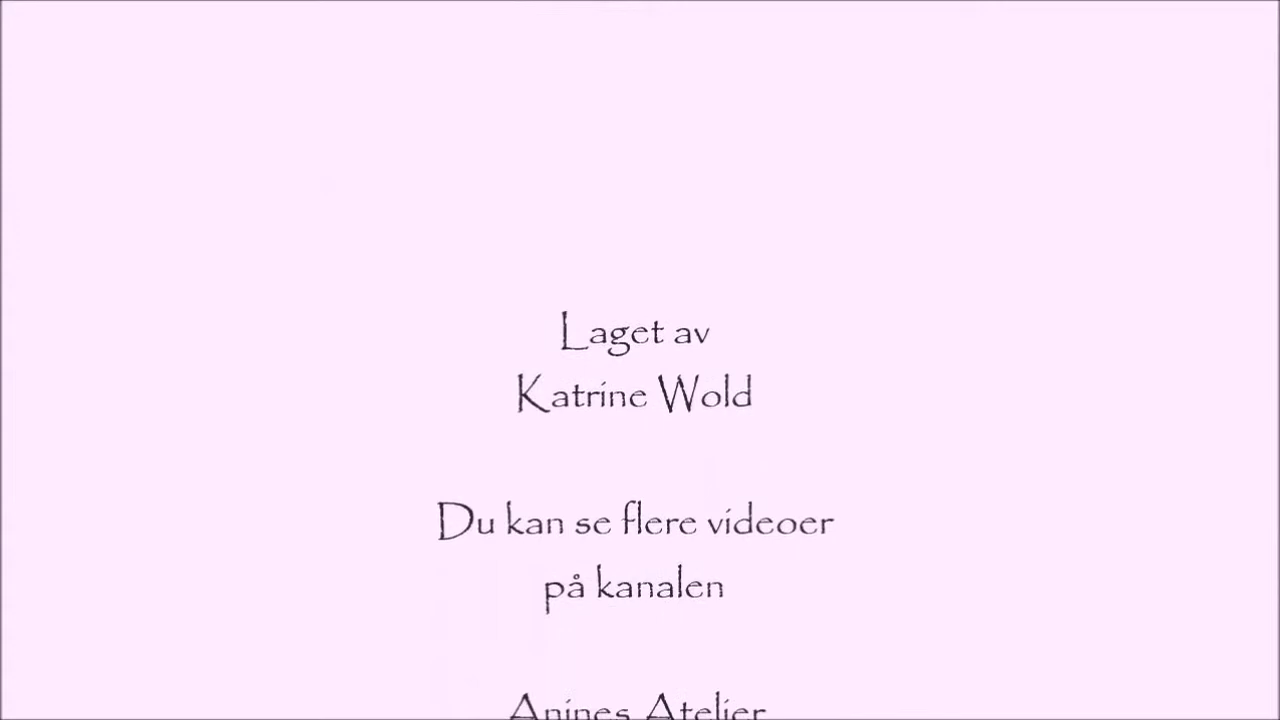 Laget av
Katrine Wold
Du kan se flere videoer
på kanalen
Anines Atelier